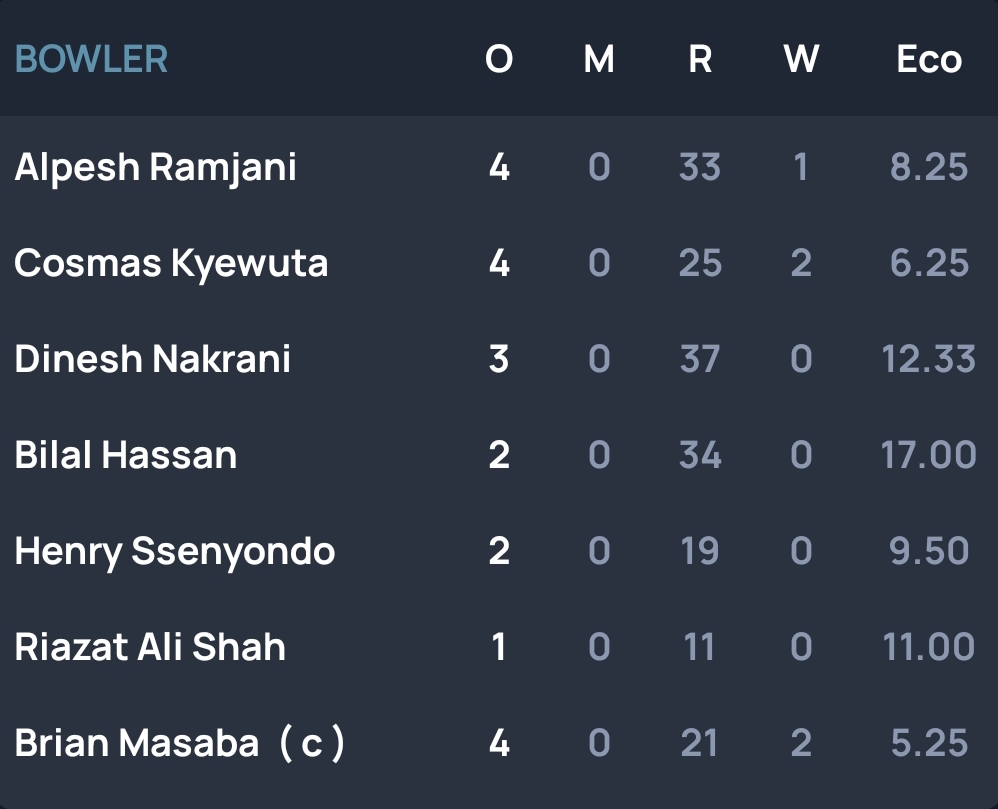 BOWLER O M R W Eco
Alpesh Ramjani 4 0 33 1 8.25
Cosmas Kyewuta 4 0 25 2 6.25
Dinesh Nakrani 3 0 37 0 12.33
Bilal Hassan 2 0 34 0 17.00
Henry Ssenyondo 2 0 19 0 9.50
Riazat Ali Shah 1 0 11 0 11.00
Brian Masaba ( c ) 4 0 21 2 5.25